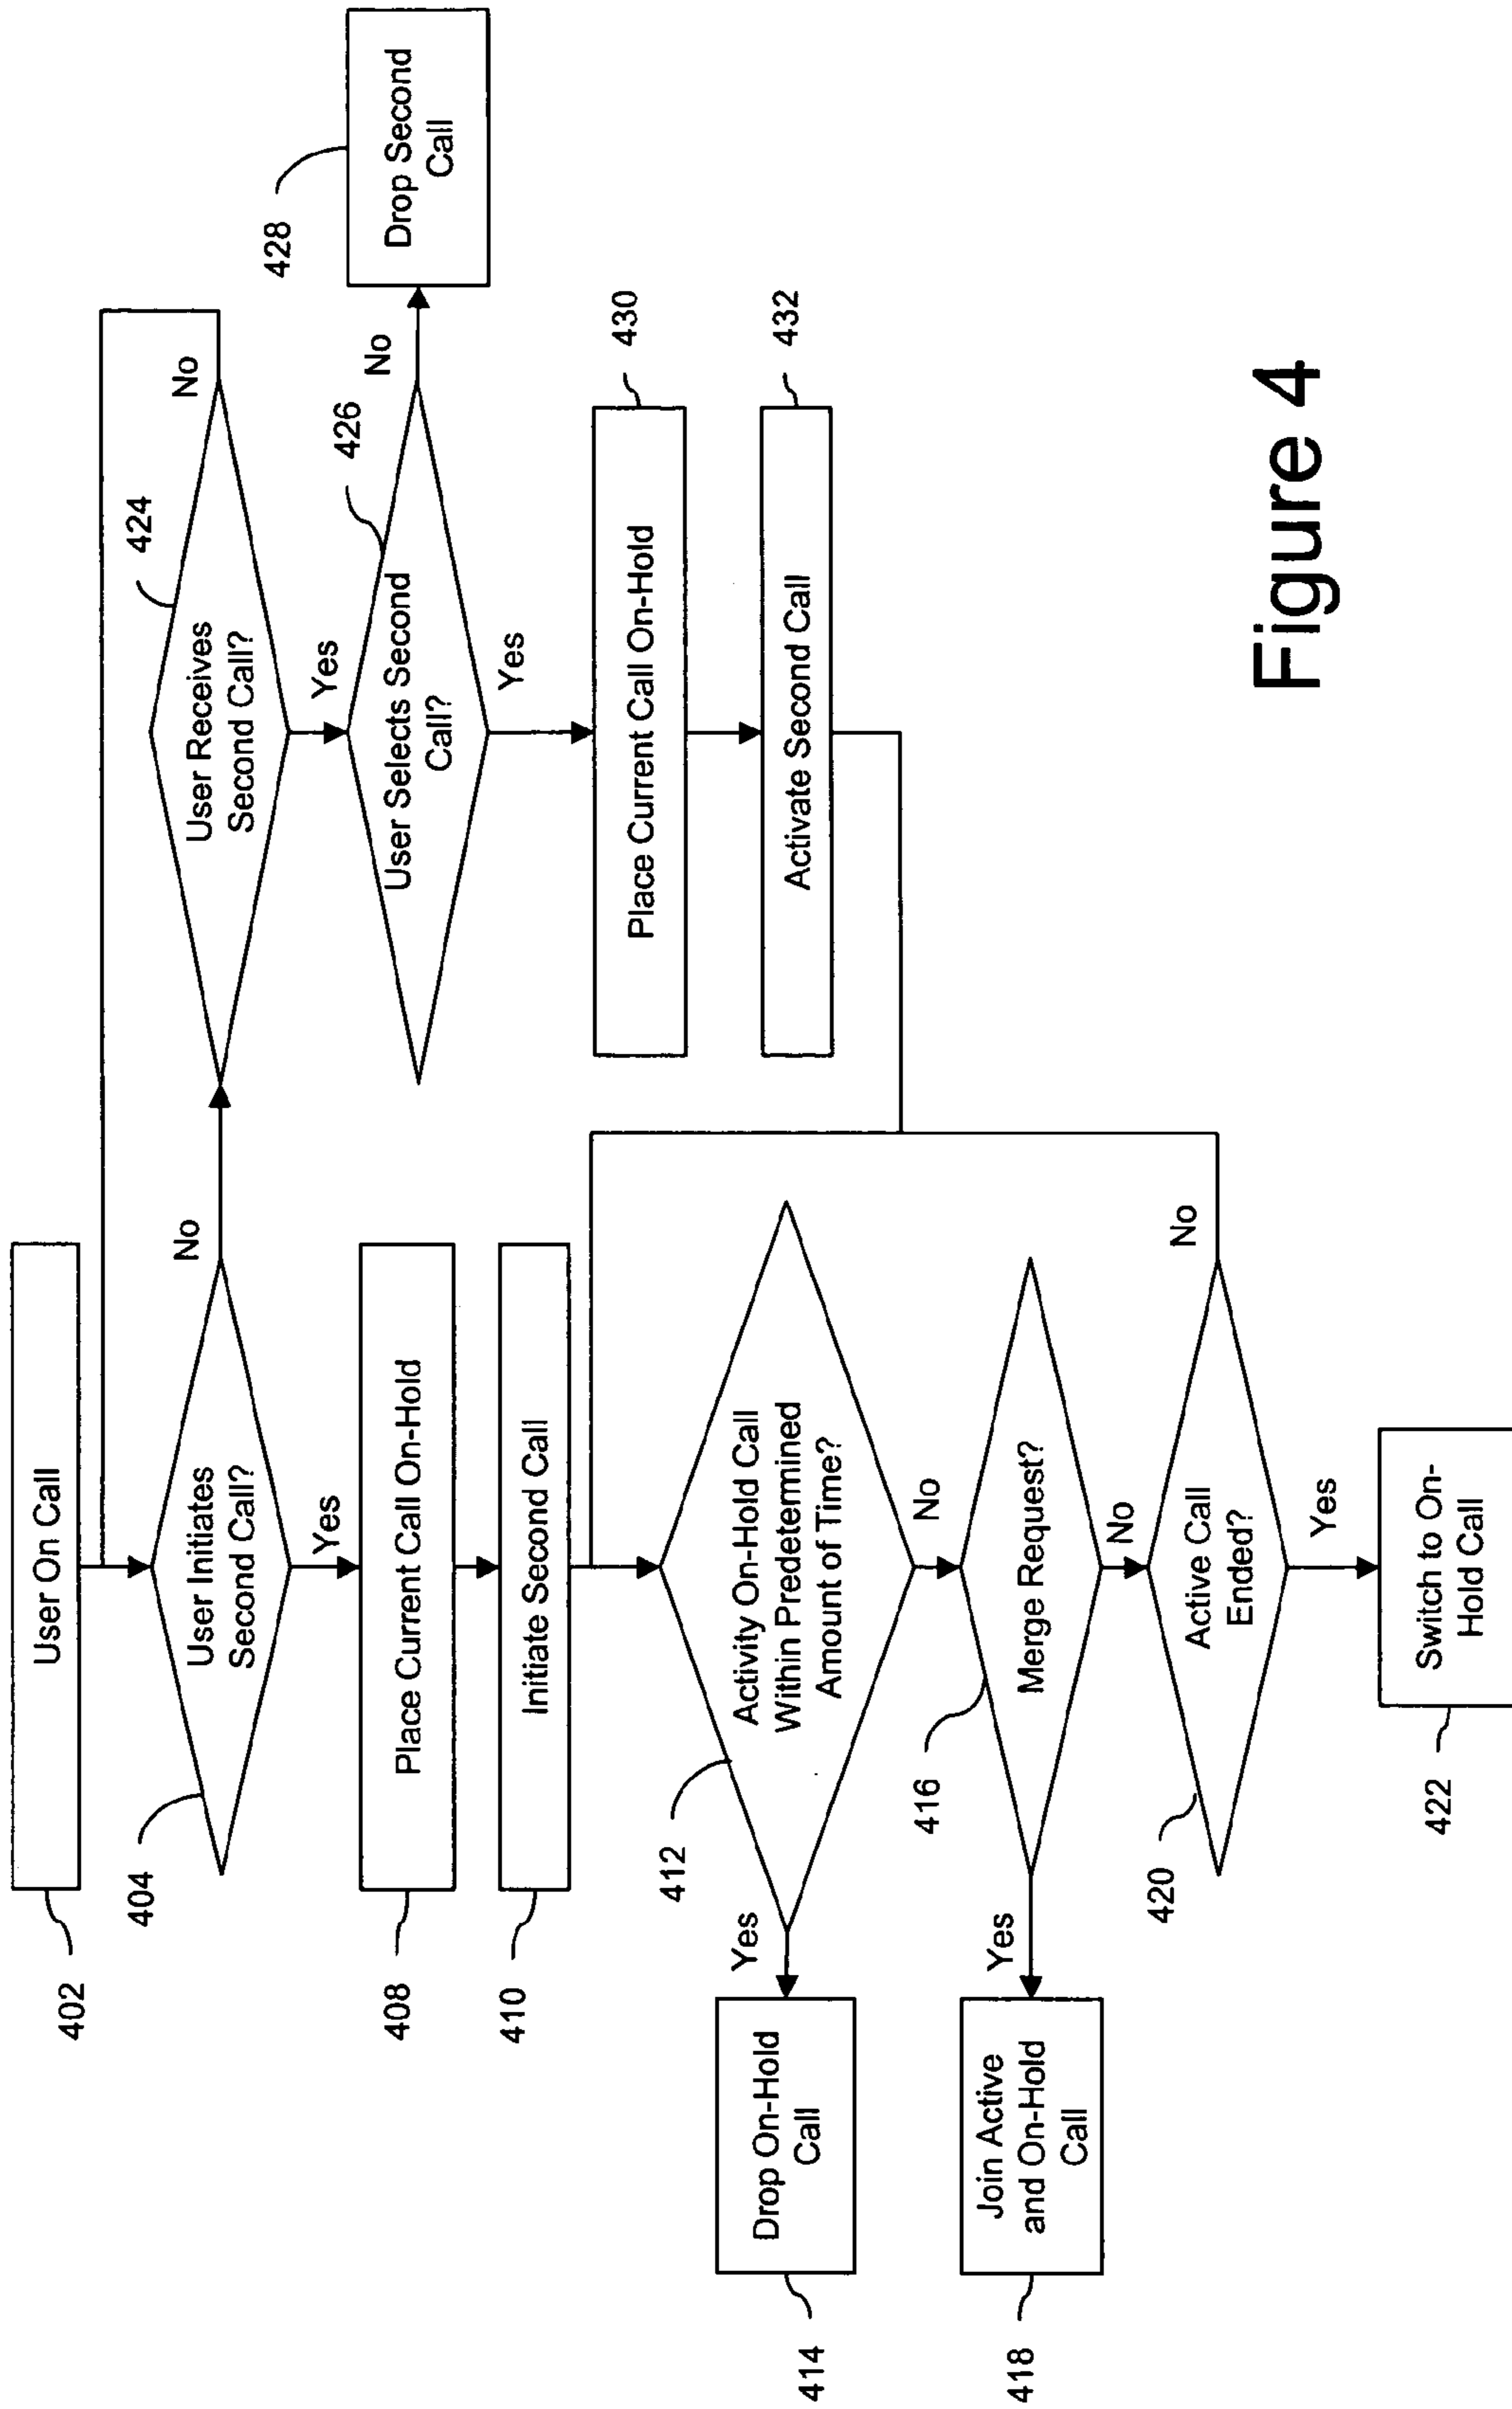 402
User On Call
404
User Initiates
Second Call?
No
Yes
424
User Receives
Second Call?
No
Yes
426
User Selects Second
Call?
No
Yes
428
Drop Second
Call
408
Place Current Call On-Hold
410
Initiate Second Call
Place Current Call On-Hold
430
Activate Second Call
432
412
Activity On-Hold Call
Within Predetermined
Amount of Time?
Yes
No
414
Drop On-Hold
Call
416
Merge Request?
Yes
No
418
Join Active
and On-Hold
Call
420
Active Call
Ended?
No
Yes
422
Switch to On-
Hold Call
Figure 4